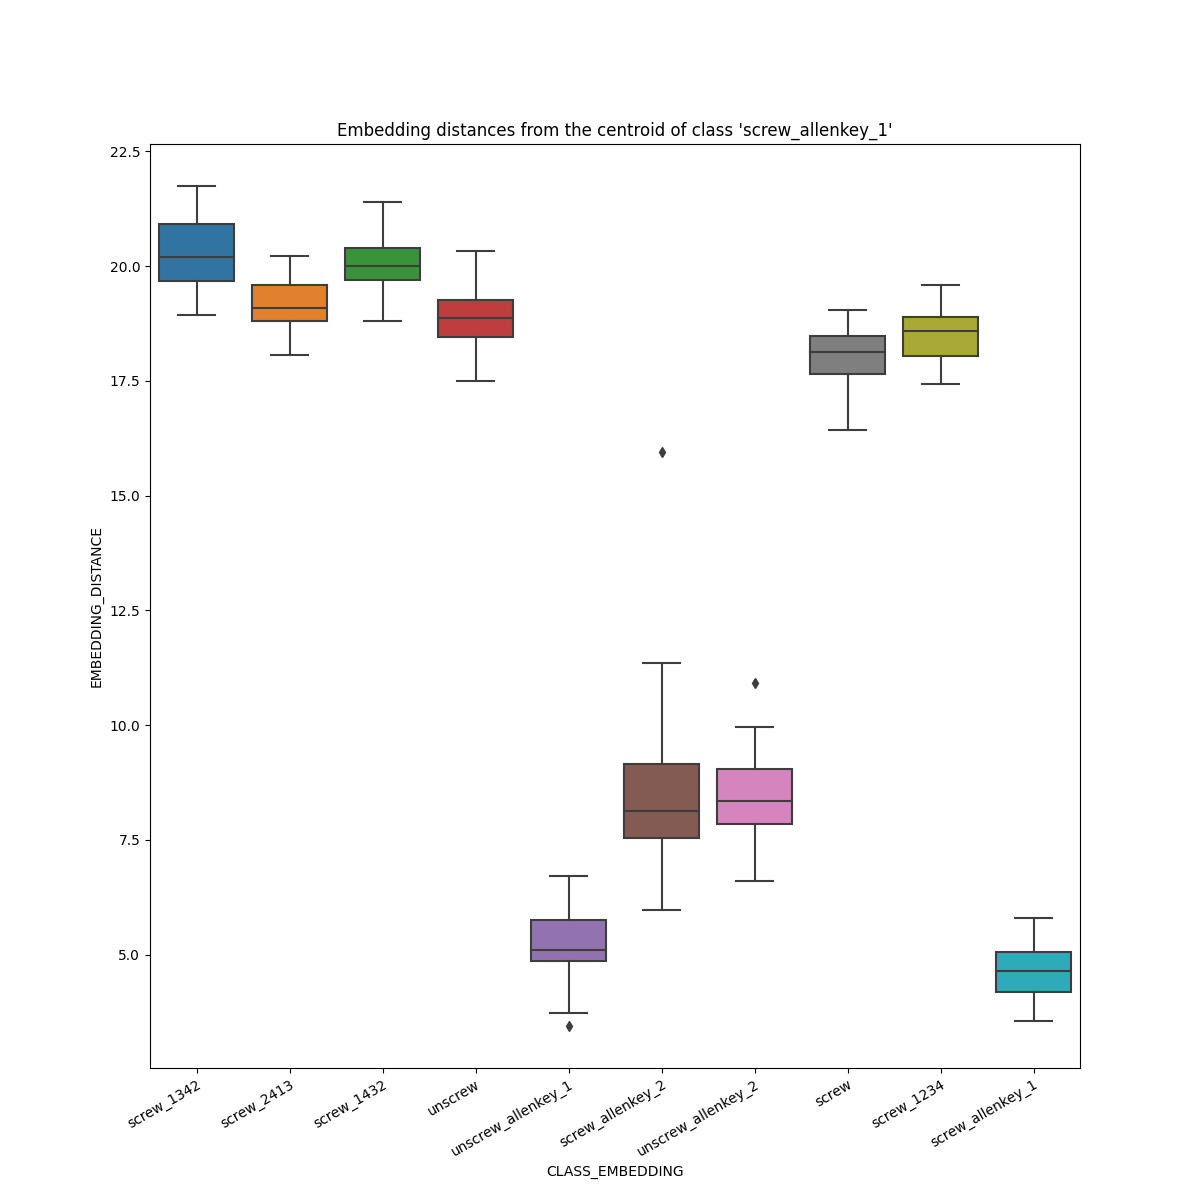 Embedding distances from the centroid of class 'screw_allenkey_1'
22.5
20.0
17.5
15.0
12.5
10.0
7.5
5.0
EMBEDDING_DISTANCE
screw_1342
screw_2413
screw_1432
unscrew
unscrew_allenkey_1
screw_allenkey_2
unscrew_allenkey_2
screw
screw_1234
screw_allenkey_1
CLASS_EMBEDDING